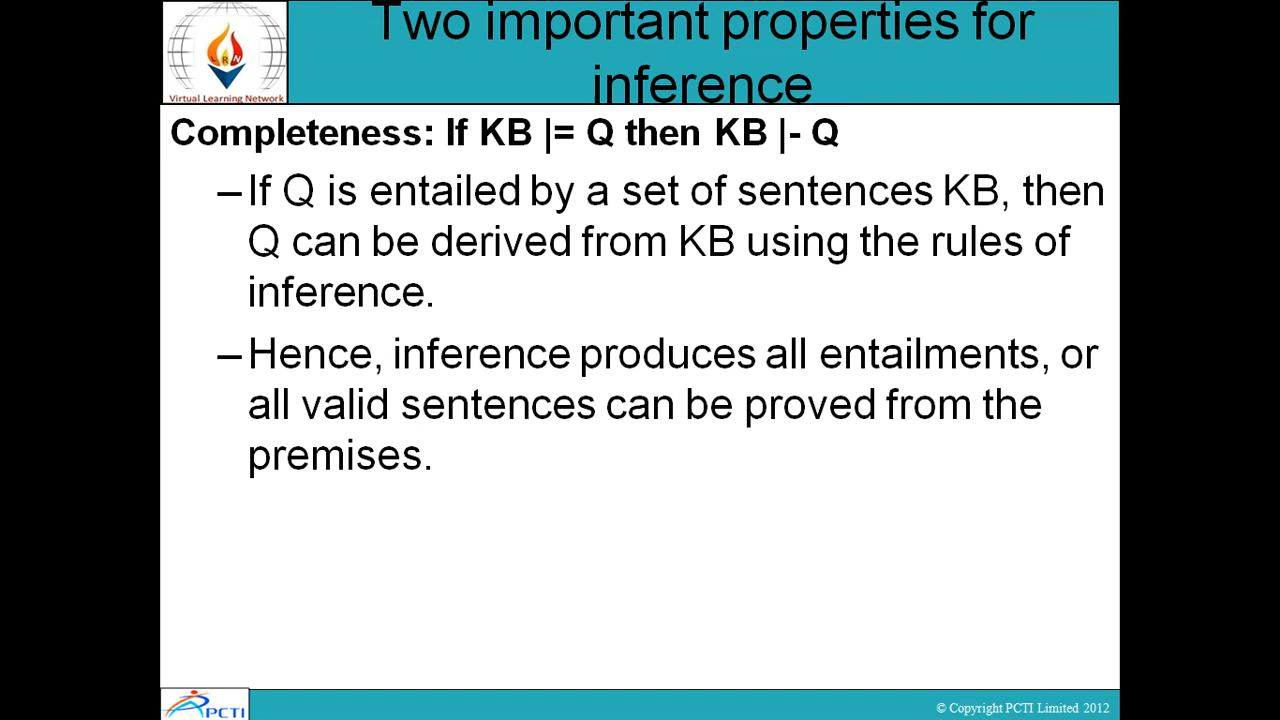 Two important properties for
inference
LRN
Virtual Learning Network
Completeness: If KB |= Q then KB |- Q
– If Q is entailed by a set of sentences KB, then
Q can be derived from KB using the rules of
inference.
– Hence, inference produces all entailments, or
all valid sentences can be proved from the
premises.
PCTI
© Copyright PCTI Limited 2012